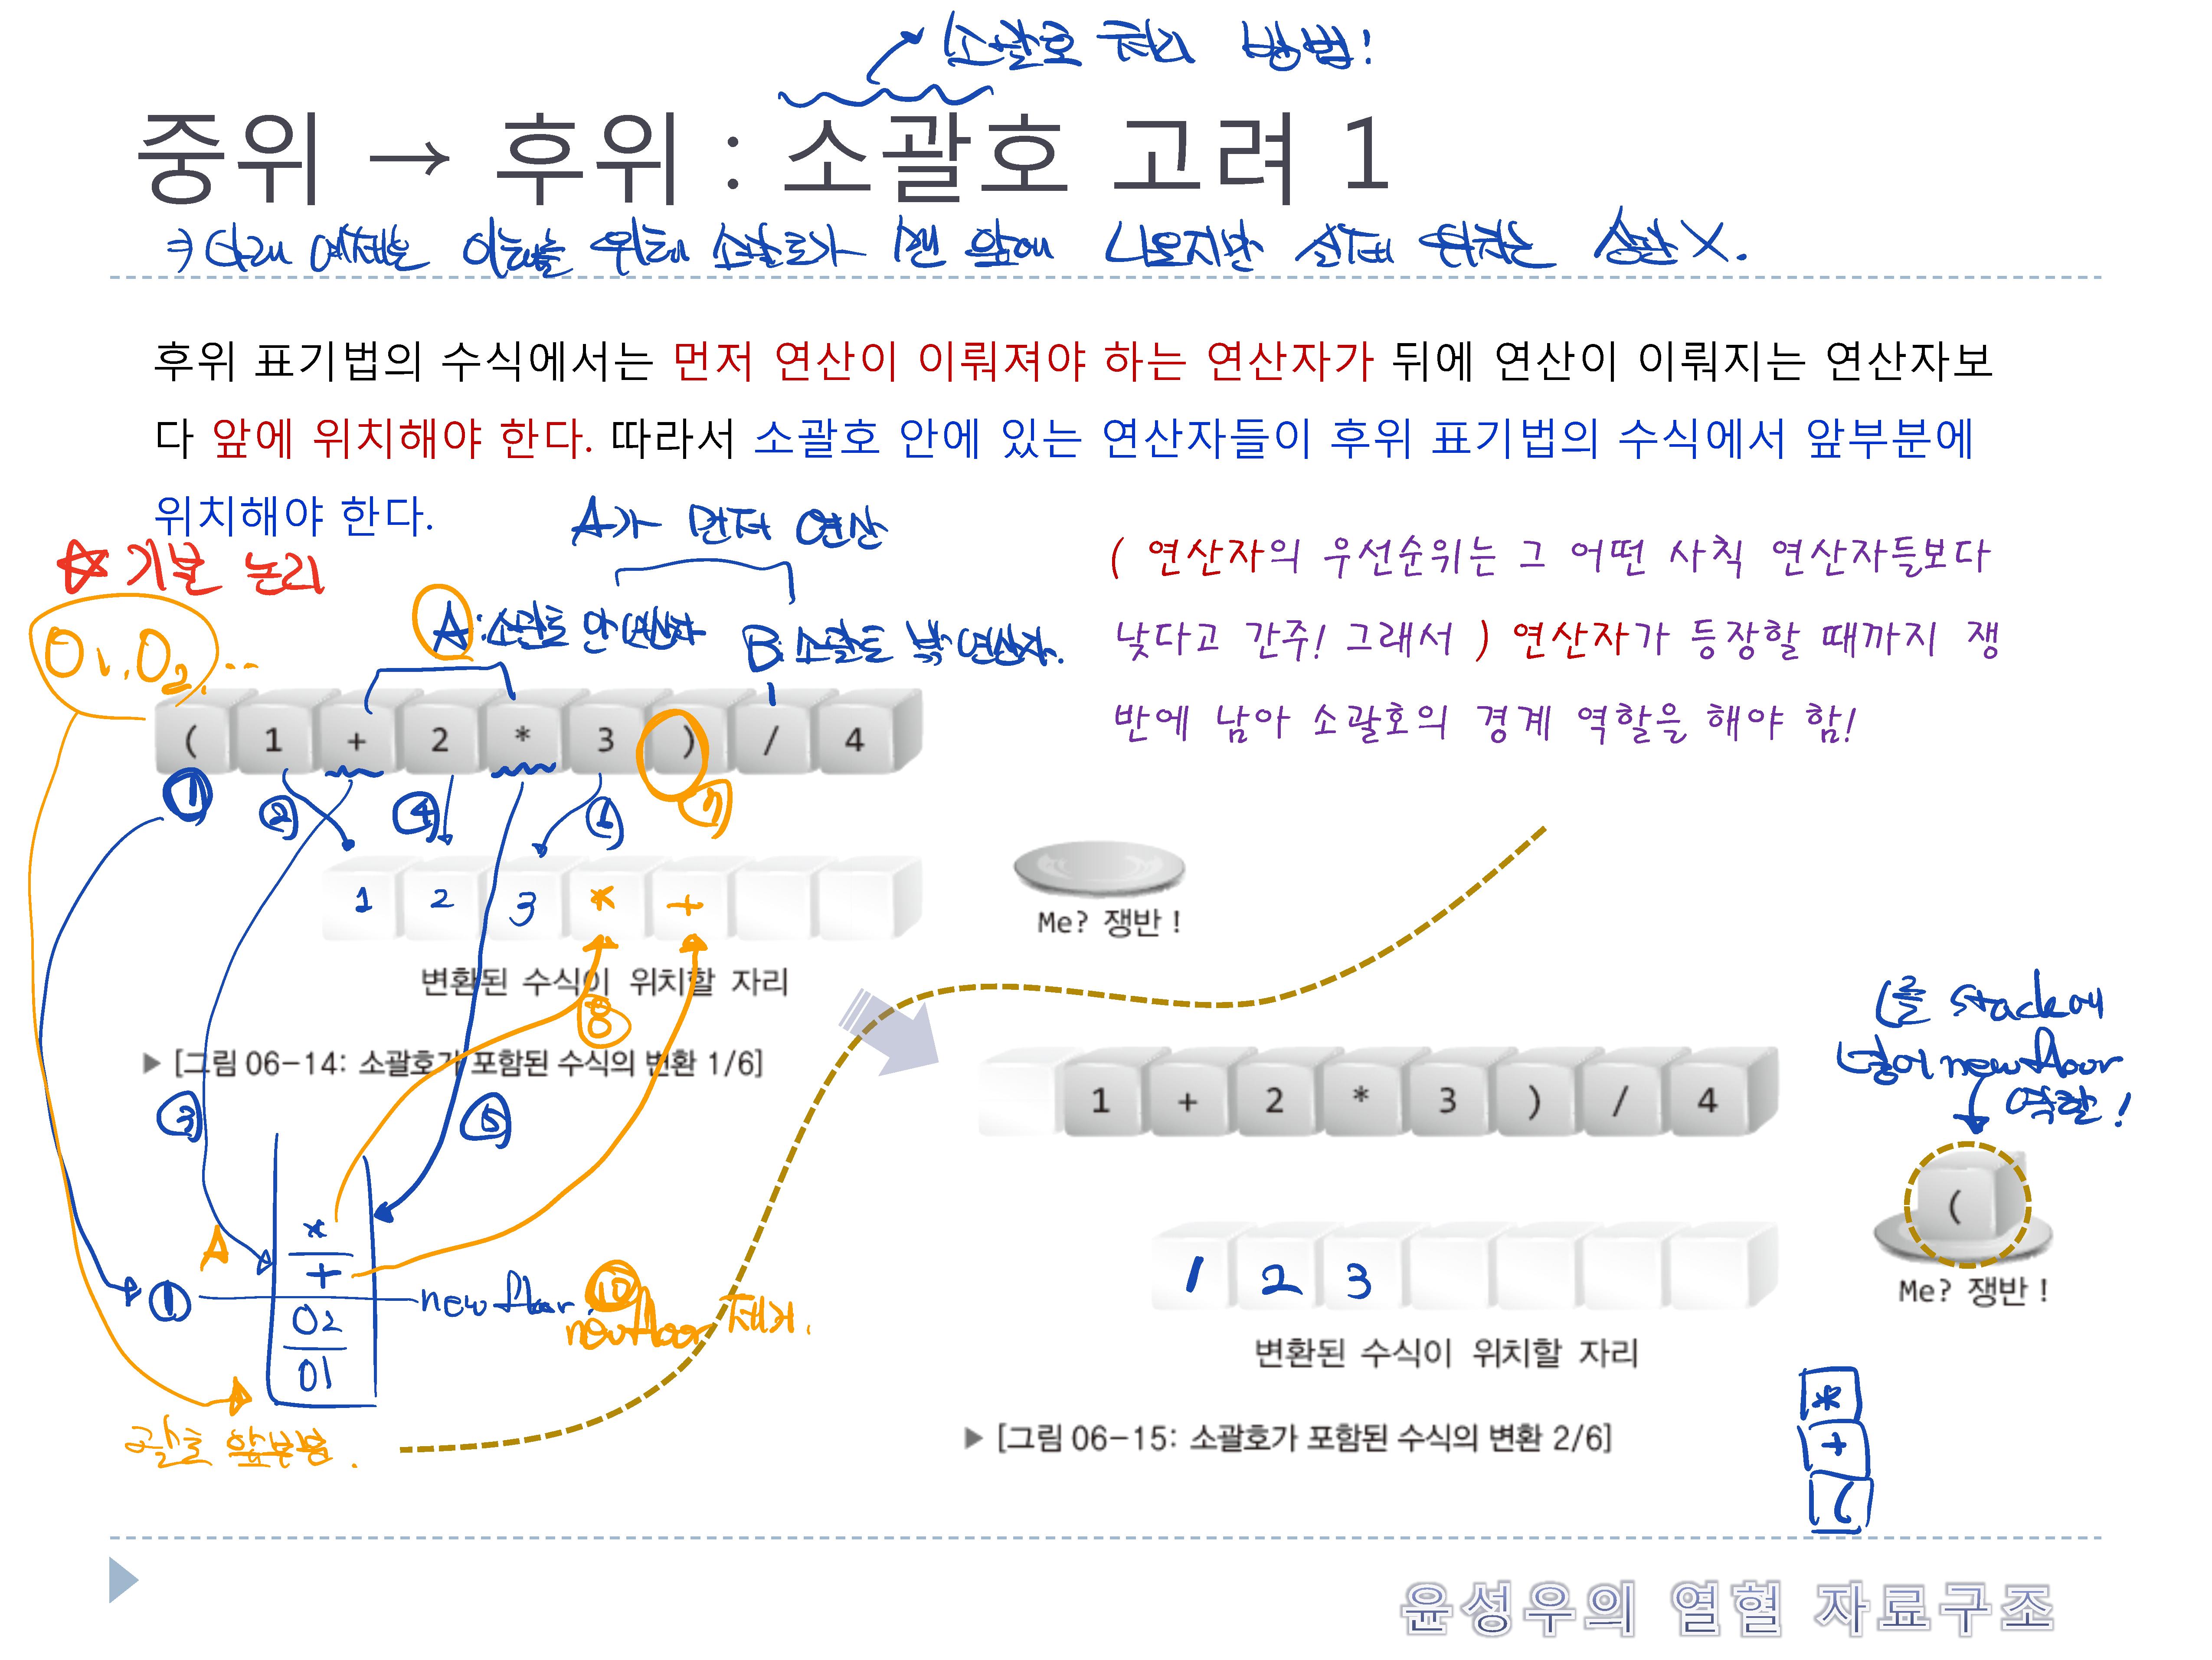 소괄호 처리 방법!
중위 → 후위 : 소괄호 고려 1
⇒ 아래 예제는 이해를 위해 소괄호가 맨 앞에 나오지만 실제 위치는 상관 X.
후위 표기법의 수식에서는 먼저 연산이 이뤄져야 하는 연산자가 뒤에 연산이 이뤄지는 연산자보
다 앞에 위치해야 한다. 따라서 소괄호 안에 있는 연산자들이 후위 표기법의 수식에서 앞부분에
위치해야 한다.
A가 먼저 연산
☆ 기본 논리
A: 소괄호 안 연산자
B: 소괄호 밖 연산자.
O1, O2, ...
( 연산자의 우선순위는 그 어떤 사칙 연산자들보다
낮다고 간주! 그래서 ) 연산자가 등장할 때까지 쟁
반에 남아 소괄호의 경계 역할을 해야 함!
( 1 + 2 * 3 ) / 4
① ② ④ ① ⑦
1 2 3 * +
Me? 쟁반!
변환된 수식이 위치할 자리
⑧
▶ [그림 06-14: 소괄호가 포함된 수식의 변환 1/6]
③ ⑤
*
A
+
① new floor
⑩ new floor 제거.
O2
O1
괄호 앞부분.
(를 stack에
넣어 new floor
역할!
1 + 2 * 3 ) / 4
(
Me? 쟁반!
1 2 3
변환된 수식이 위치할 자리
▶ [그림 06-15: 소괄호가 포함된 수식의 변환 2/6]
*
+
(
윤성우의 열혈 자료구조